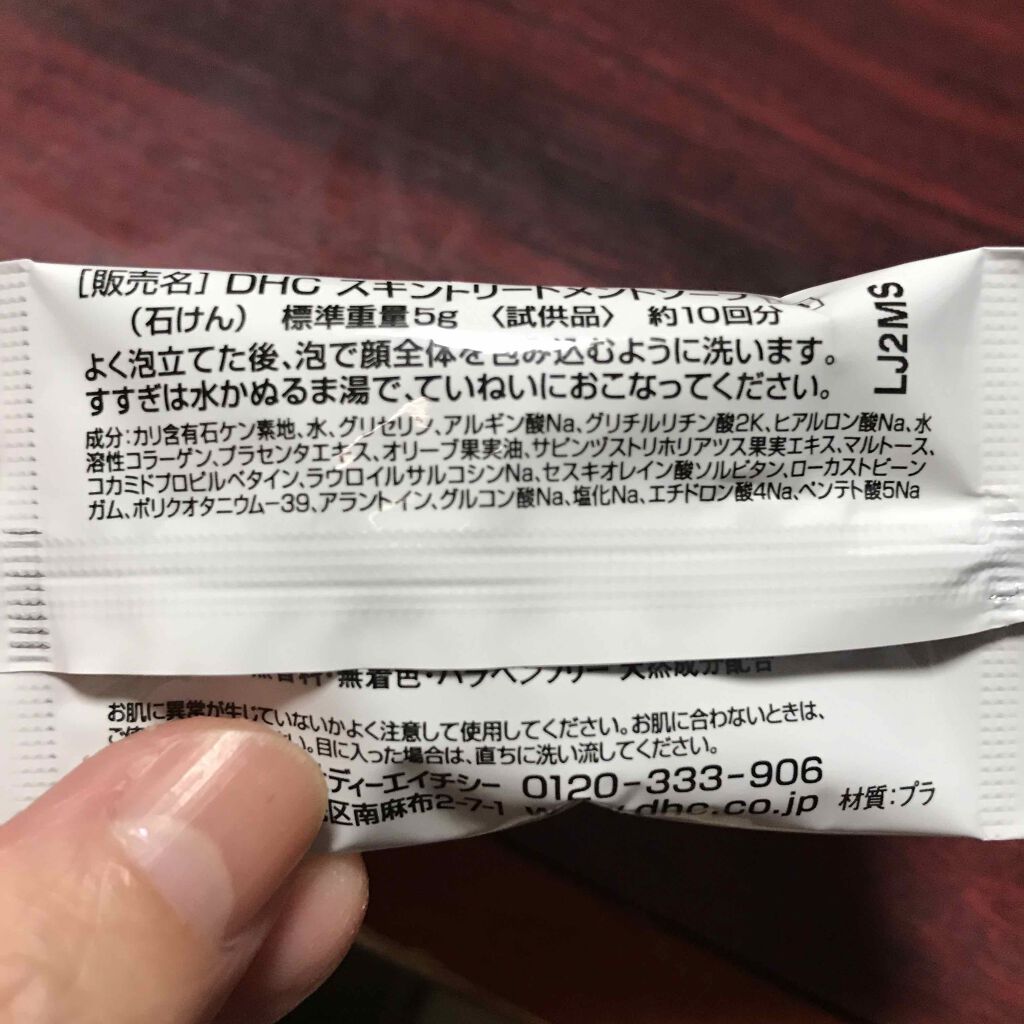 [販売名] DHC スキントリートメントソープ
(石けん) 標準重量5g 〈試供品〉 約10回分
よく泡立てた後、泡で顔全体を包み込むように洗います。
すすぎは水かぬるま湯で、ていねいにおこなってください。
LJ2MS
成分:カリ含有石ケン素地、水、グリセリン、アルギン酸Na、グリチルリチン酸2K、ヒアルロン酸Na、水
溶性コラーゲン、プラセンタエキス、オリーブ果実油、サピンヅストリホリアツス果実エキス、マルトース、
コカミドプロピルベタイン、ラウロイルサルコシンNa、セスキオレイン酸ソルビタン、ローカストビーン
ガム、ポリクオタニウム-39、アラントイン、グルコン酸Na、塩化Na、エチドロン酸4Na、ペンテト酸5Na
無着色・パラベンフリー 天然成分配合
お肌に異常が生じていないかよく注意して使用してください。お肌に合わないときは、
い。目に入った場合は、直ちに洗い流してください。
ディーエイチシー 0120-333-906
区南麻布2-7-1 www.dhc.co.jp 材質:プラ